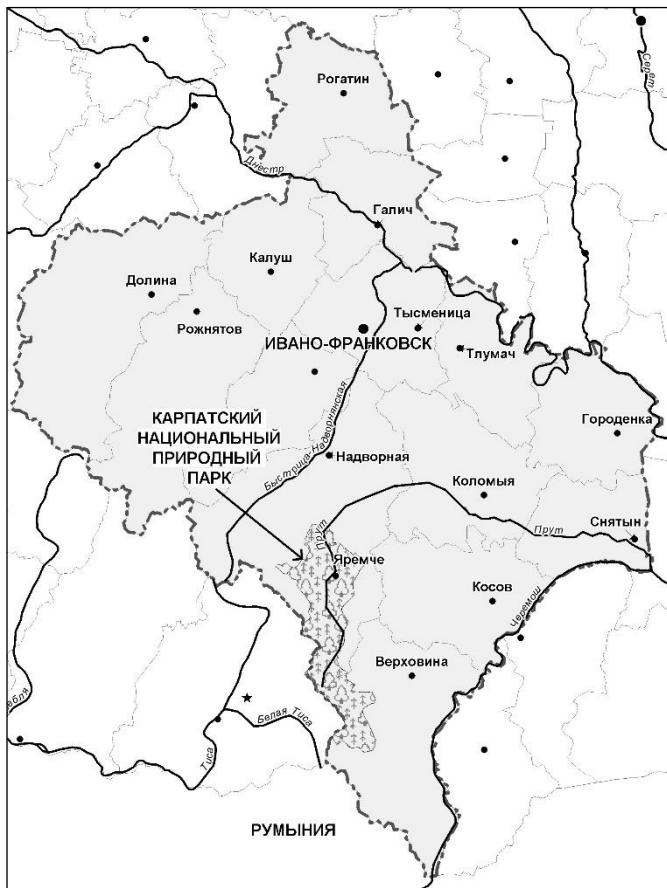 Серет
Рогатин
Днестр
Галич
Калуш
Долина
Рожнятов
Тысменица
ИВАНО-ФРАНКОВСК
Тлумач
Быстрица-Надворнянская
КАРПАТСКИЙ
НАЦИОНАЛЬНЫЙ
ПРИРОДНЫЙ
ПАРК
Городенка
Надворная
Коломыя
Прут
Снятын
Прут
Яремче
Косов
Черемош
Верховина
Белая Тиса
Тиса
РУМЫНИЯ